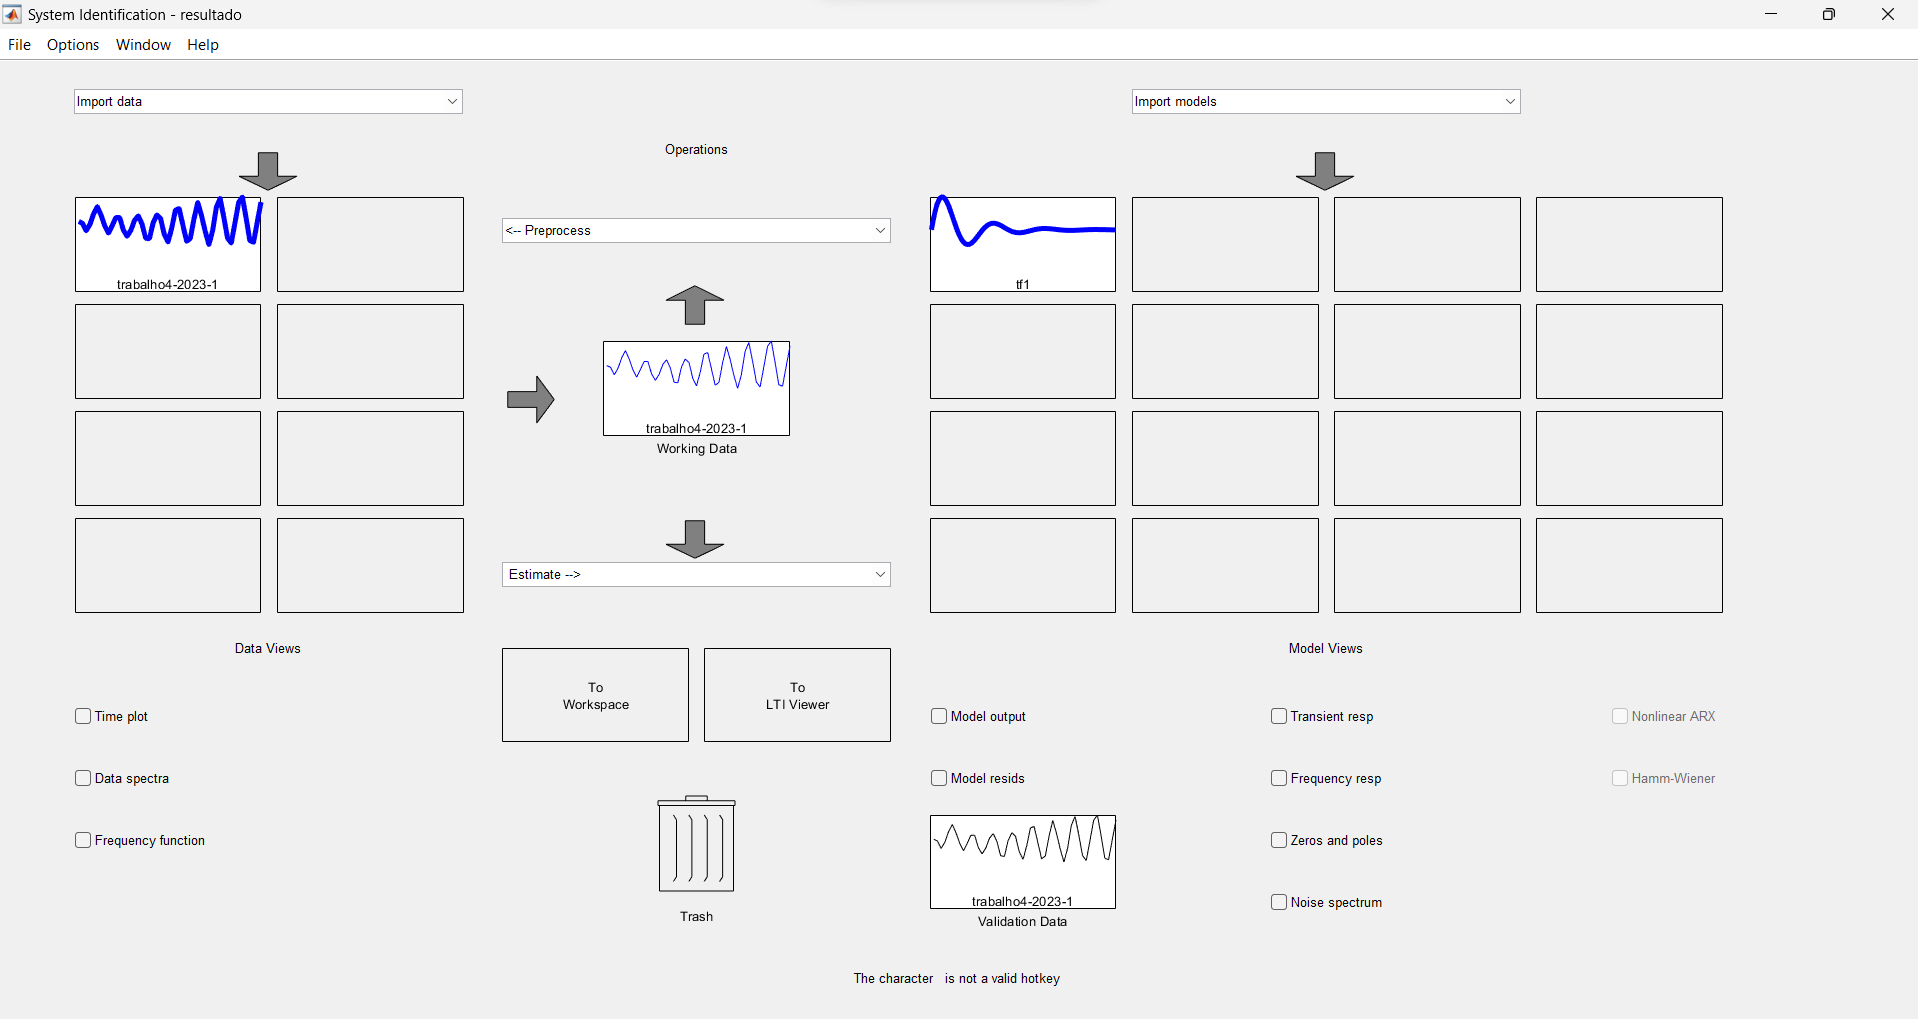 System Identification - resultado
File Options Window Help
Import data
Import models
Operations
trabalho4-2023-1
<-- Preprocess
tf1
trabalho4-2023-1
Working Data
Estimate -->
Data Views
Model Views
To
Workspace
To
LTI Viewer
Time plot
Model output
Transient resp
Nonlinear ARX
Data spectra
Model resids
Frequency resp
Hamm-Wiener
Frequency function
Zeros and poles
trabalho4-2023-1
Noise spectrum
Trash
Validation Data
The character is not a valid hotkey